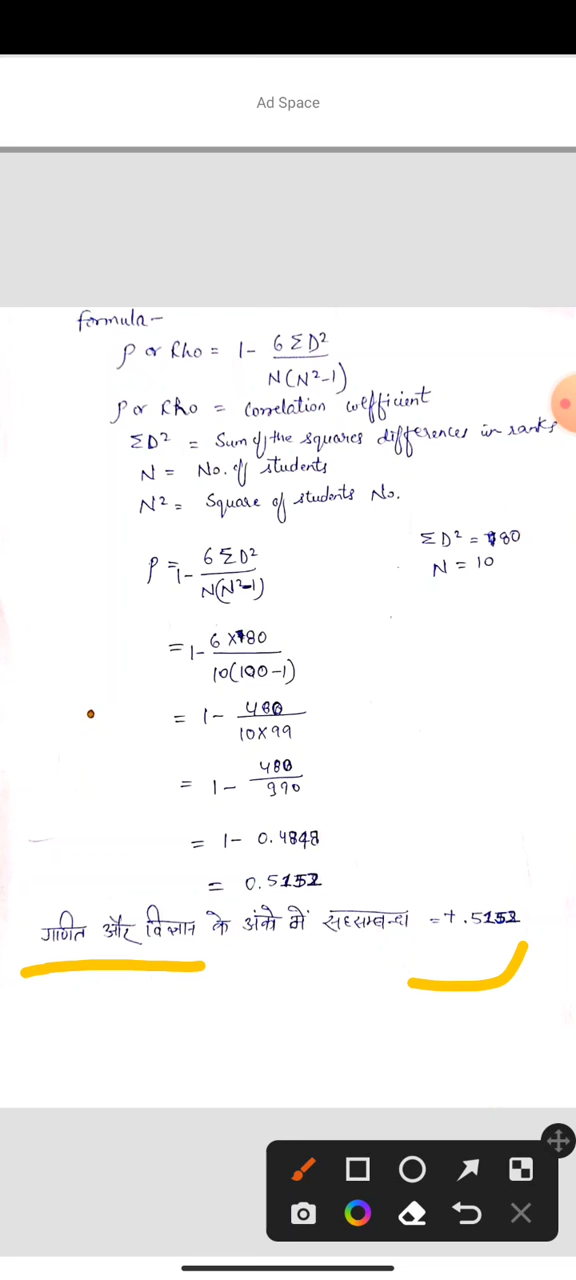 Ad Space
formula-
ρ or Rho = 1- 6ΣD²/N(N²-1)
ρ or Rho = Correlation coefficient
ΣD² = Sum of the squares differences in ranks
N = No. of students
N² = Square of students No.
ρ = 1- 6ΣD²/N(N²-1)
ΣD² = 80
N = 10
= 1- 6×80/10(100-1)
= 1- 480/10×99
= 1- 480/990
= 1- 0.4848
= 0.5152
गणित और विज्ञान के अंको में सहसम्बन्ध = +.5152